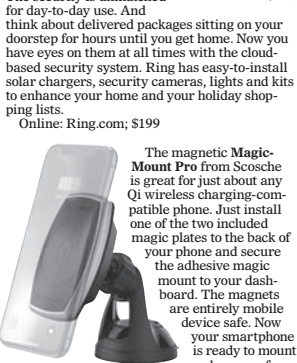 for day-to-day use. And
think about delivered packages sitting on your
doorstep for hours until you get home. Now you
have eyes on them at all times with the cloud-
based security system. Ring has easy-to-install
solar chargers, security cameras, lights and kits
to enhance your home and your holiday shop-
ping lists.
Online: Ring.com; $199
The magnetic Magic-
Mount Pro from Scosche
is great for just about any
Qi wireless charging-com-
patible phone. Just install
one of the two included
magic plates to the back of
your phone and secure
the adhesive magic
mount to your dash-
board. The magnets
are entirely mobile
device safe. Now
your smartphone
is ready to mount